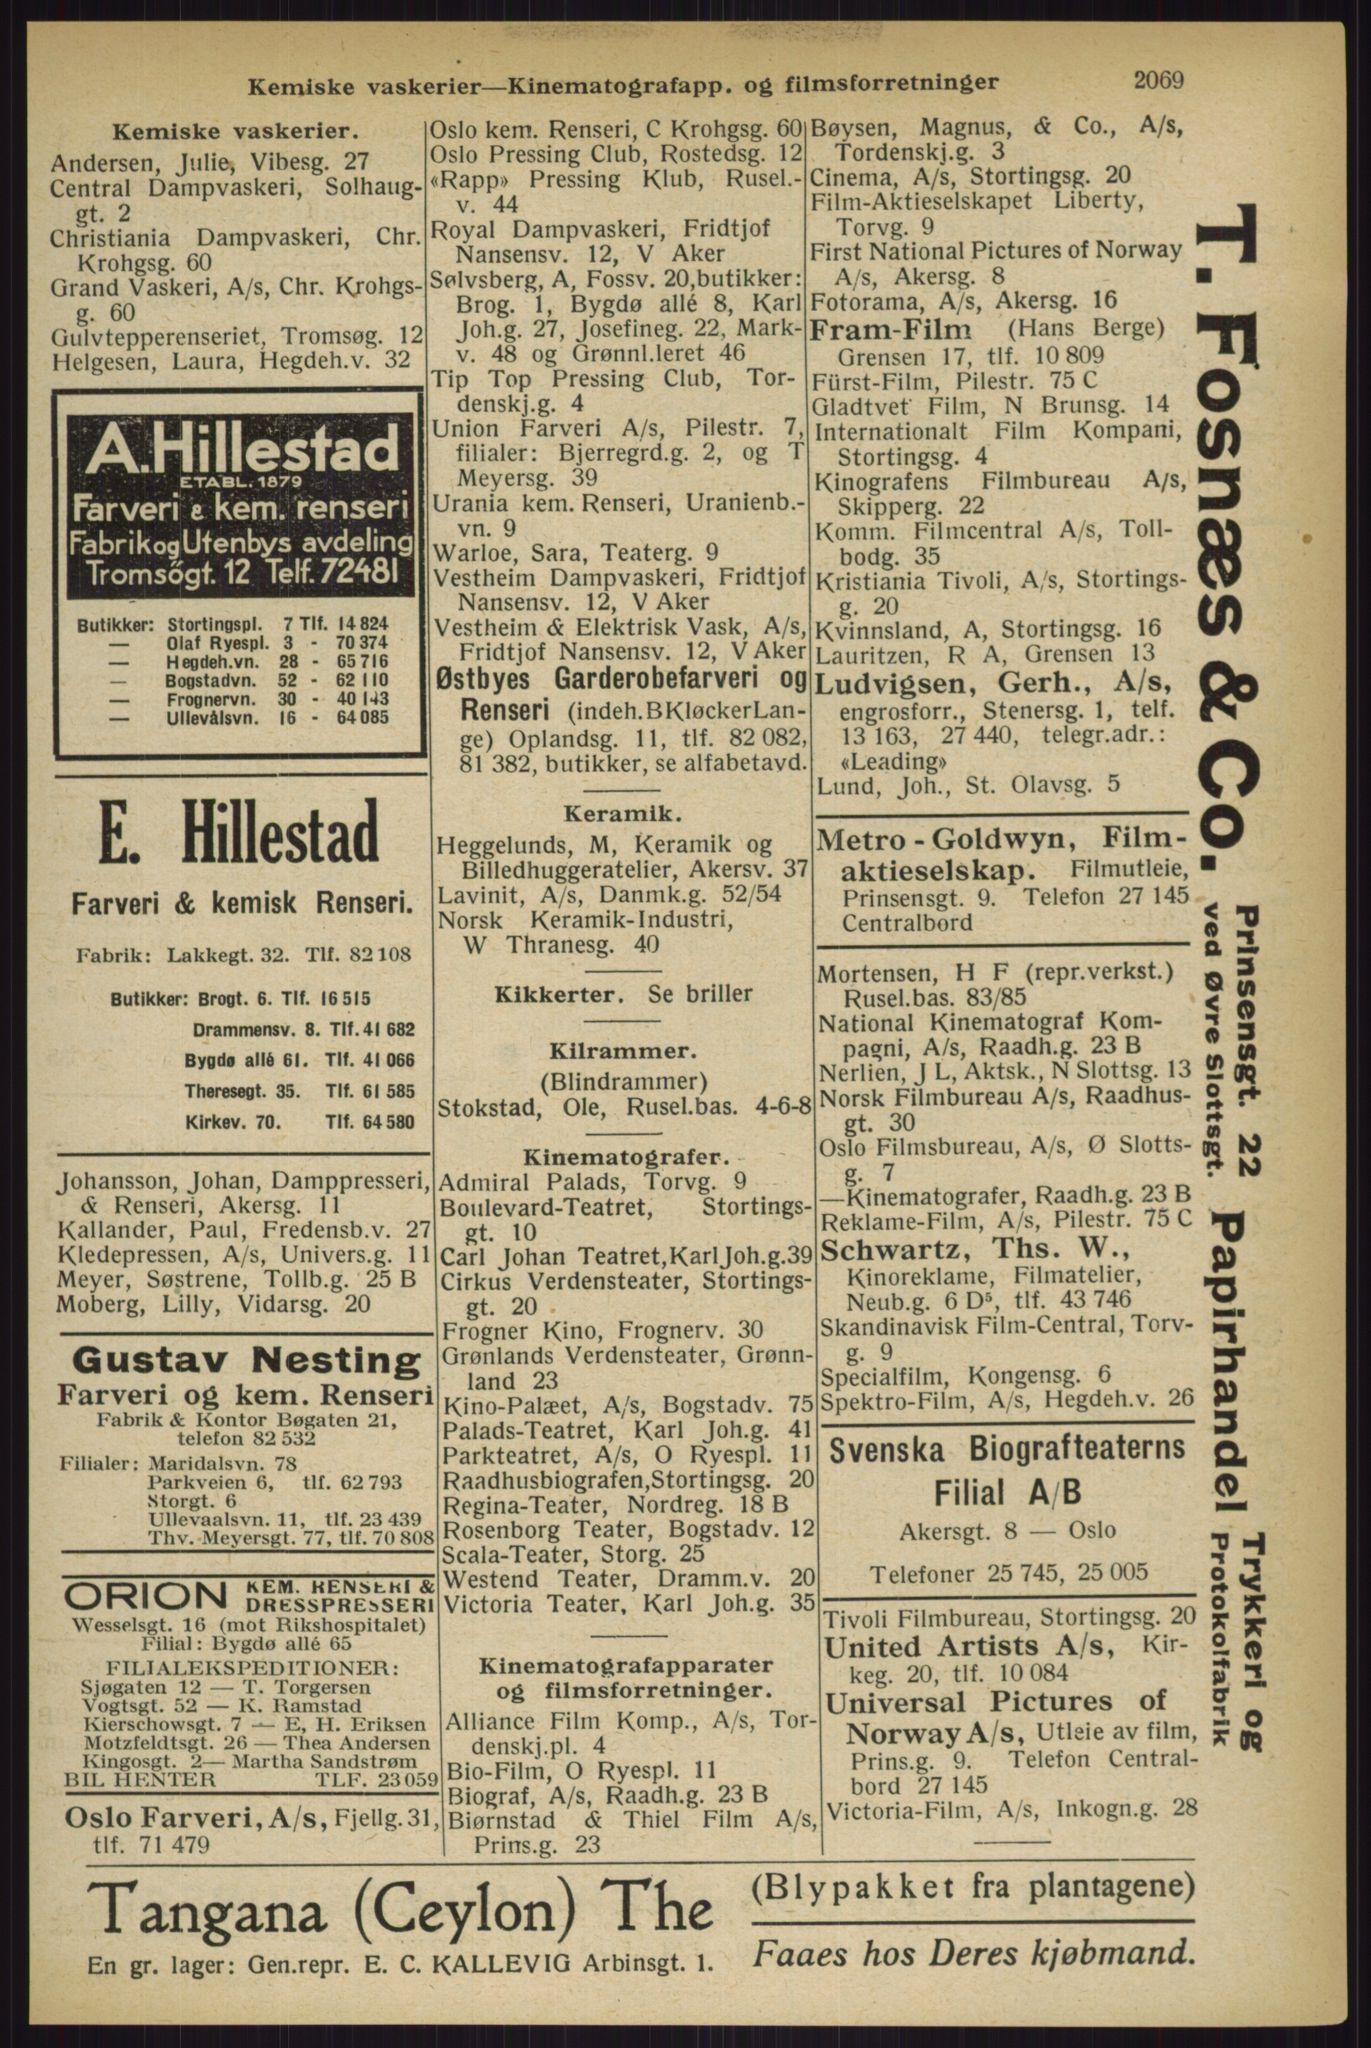 Kemiske vaskerier—Kinematografapp. og filmsforretninger
2069
Kemiske vaskerier.
Andersen, Julie, Vibesg. 27
Central Dampvaskeri, Solhaug-
gt. 2
Christiania Dampvaskeri, Chr.
Krohgsg. 60
Grand Vaskeri, A/s, Chr. Krohgs-
g. 60
Gulvtepperenseriet, Tromsøg. 12
Helgesen, Laura, Hegdeh.v. 32
A. Hillestad
ETABL. 1879
Farveri & kem. renseri
Fabrik og Utenbys avdeling
Tromsögt. 12 Telf. 72481
Butikker: Stortingspl. 7 Tlf. 14 824
— Olaf Ryespl. 3 - 70 374
— Hegdeh.vn. 28 - 65 716
— Bogstadvn. 52 - 62 110
— Frognervn. 30 - 40 143
— Ullevålsvn. 16 - 64 085
E. Hillestad
Farveri & kemisk Renseri.
Fabrik: Lakkegt. 32. Tlf. 82 108
Butikker: Brogt. 6. Tlf. 16 515
Drammensv. 8. Tlf. 41 682
Bygdø allé 61. Tlf. 41 066
Theresegt. 35. Tlf. 61 585
Kirkev. 70. Tlf. 64 580
Johansson, Johan, Damppresseri,
& Renseri, Akersg. 11
Kallander, Paul, Fredensb.v. 27
Kledepressen, A/s, Univers.g. 11
Meyer, Søstrene, Tollb.g. 25 B
Moberg, Lilly, Vidarsg. 20
Gustav Nesting
Farveri og kem. Renseri
Fabrik & Kontor Bøgaten 21,
telefon 82 532
Filialer: Maridalsvn. 78
Parkveien 6, tlf. 62 793
Storgt. 6
Ullevaalsvn. 11, tlf. 23 439
Thv. Meyersgt. 77, tlf. 70 808
ORION KEM. RENSERI &
DRESSPRESSERI
Wesselsgt. 16 (mot Rikshospitalet)
Filial: Bygdø allé 65
FILIALEKSPEDITIONER:
Sjøgaten 12 — T. Torgersen
Vogtsgt. 52 — K. Ramstad
Kierschowsgt. 7 — E, H. Eriksen
Motzfeldtsgt. 26 — Thea Andersen
Kingosgt. 2— Martha Sandstrøm
BIL HENTER TLF. 23 059
Oslo Farveri, A/s, Fjellg. 31,
tlf. 71 479
Oslo kem. Renseri, C Krohgsg. 60
Oslo Pressing Club, Rostedsg. 12
«Rapp» Pressing Klub, Rusel.-
v. 44
Royal Dampvaskeri, Fridtjof
Nansensv. 12, V Aker
Sølvsberg, A, Fossv. 20, butikker:
Brog. 1, Bygdø allé 8, Karl
Joh.g. 27, Josefineg. 22, Mark-
v. 48 og Grønnl.leret 46
Tip Top Pressing Club, Tor-
denskj.g. 4
Union Farveri A/s, Pilestr. 7,
filialer: Bjerregrd.g. 2, og T
Meyersg. 39
Urania kem. Renseri, Uranienb.-
vn. 9
Warloe, Sara, Teaterg. 9
Vestheim Dampvaskeri, Fridtjof
Nansensv. 12, V Aker
Vestheim & Elektrisk Vask, A/s,
Fridtjof Nansensv. 12, V Aker
Østbyes Garderobefarveri og
Renseri (indeh. B Kløcker Lan-
ge) Oplandsg. 11, tlf. 82 082,
81 382, butikker, se alfabetavd.
Keramik.
Heggelunds, M, Keramik og
Billedhuggeratelier, Akersv. 37
Lavinit, A/s, Danmk.g. 52/54
Norsk Keramik-Industri,
W Thranesg. 40
Kikkerter. Se briller
Kilrammer.
(Blindrammer)
Stokstad, Ole, Rusel.bas. 4-6-8
Kinematografer.
Admiral Palads, Torvg. 9
Boulevard-Teatret, Stortings-
gt. 10
Carl Johan Teatret, Karl Joh.g. 39
Cirkus Verdensteater, Stortings-
gt. 20
Frogner Kino, Frognerv. 30
Grønlands Verdensteater, Grønn-
land 23
Kino-Palæet, A/s, Bogstadv. 75
Palads-Teatret, Karl Joh.g. 41
Parkteatret, A/s, O Ryespl. 11
Raadhusbiografen, Stortingsg. 20
Regina-Teater, Nordreg. 18 B
Rosenborg Teater, Bogstadv. 12
Scala-Teater, Storg. 25
Westend Teater, Dramm.v. 20
Victoria Teater, Karl Joh.g. 35
Kinematografapparater
og filmsforretninger.
Alliance Film Komp., A/s, Tor-
denskj.pl. 4
Bio-Film, O Ryespl. 11
Biograf, A/s, Raadh.g. 23 B
Biørnstad & Thiel Film A/s,
Prins.g. 23
Bøysen, Magnus, & Co., A/s,
Tordenskj.g. 3
Cinema, A/s, Stortingsg. 20
Film-Aktieselskapet Liberty,
Torvg. 9
First National Pictures of Norway
A/s, Akersg. 8
Fotorama, A/s, Akersg. 16
Fram-Film (Hans Berge)
Grensen 17, tlf. 10 809
Fürst-Film, Pilestr. 75 C
Gladtvet Film, N Brunsg. 14
Internationalt Film Kompani,
Stortingsg. 4
Kinografens Filmbureau A/s,
Skipperg. 22
Komm. Filmcentral A/s, Toll-
bodg. 35
Kristiania Tivoli, A/s, Stortings-
g. 20
Kvinnsland, A, Stortingsg. 16
Lauritzen, R A, Grensen 13
Ludvigsen, Gerh., A/s,
engrosforr., Stenersg. 1, telf.
13 163, 27 440, telegr.adr.:
«Leading»
Lund, Joh., St. Olavsg. 5
Metro-Goldwyn, Film-
aktieselskap. Filmutleie,
Prinsensgt. 9. Telefon 27 145
Centralbord
Mortensen, H F (repr.verkst.)
Rusel.bas. 83/85
National Kinematograf Kom-
pagni, A/s, Raadh.g. 23 B
Nerlien, J L, Aktsk., N Slottsg. 13
Norsk Filmbureau A/s, Raadhus-
gt. 30
Oslo Filmsbureau, A/s, Ø Slotts-
g. 7
—Kinematografer, Raadh.g. 23 B
Reklame-Film, A/s, Pilestr. 75 C
Schwartz, Ths. W.,
Kinoreklame, Filmatelier,
Neub.g. 6 D⁵, tlf. 43 746
Skandinavisk Film-Central, Torv-
g. 9
Specialfilm, Kongensg. 6
Spektro-Film, A/s, Hegdeh.v. 26
Svenska Biografteaterns
Filial A/B
Akersgt. 8 — Oslo
Telefoner 25 745, 25 005
Tivoli Filmbureau, Stortingsg. 20
United Artists A/s, Kir-
keg. 20, tlf. 10 084
Universal Pictures of
Norway A/s, Utleie av film,
Prins.g. 9. Telefon Central-
bord 27 145
Victoria-Film, A/s, Inkogn.g. 28
T. Fosnæs & Co.
Prinsensgt. 22
ved Øvre Slottsgt.
Papirhandel
Trykkeri og
Protokolfabrik
Tangana (Ceylon) The
En gr. lager: Gen.repr. E. C. KALLEVIG Arbinsgt. 1.
(Blypakket fra plantagene)
Faaes hos Deres kjøbmand.